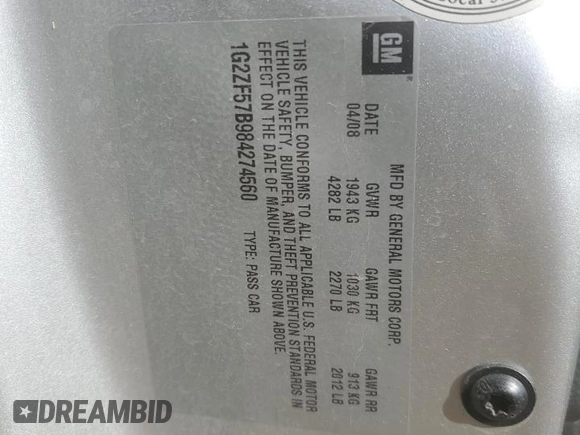 GM
®
MFD BY GENERAL MOTORS CORP.
DATE GVWR GAWR FRT GAWR RR
04/08 1943 KG 1030 KG 913 KG
4282 LB 2270 LB 2012 LB
THIS VEHICLE CONFORMS TO ALL APPLICABLE U.S. FEDERAL MOTOR
VEHICLE SAFETY, BUMPER, AND THEFT PREVENTION STANDARDS IN
EFFECT ON THE DATE OF MANUFACTURE SHOWN ABOVE.
1G2ZF57B984274560 TYPE: PASS CAR
DREAMBID